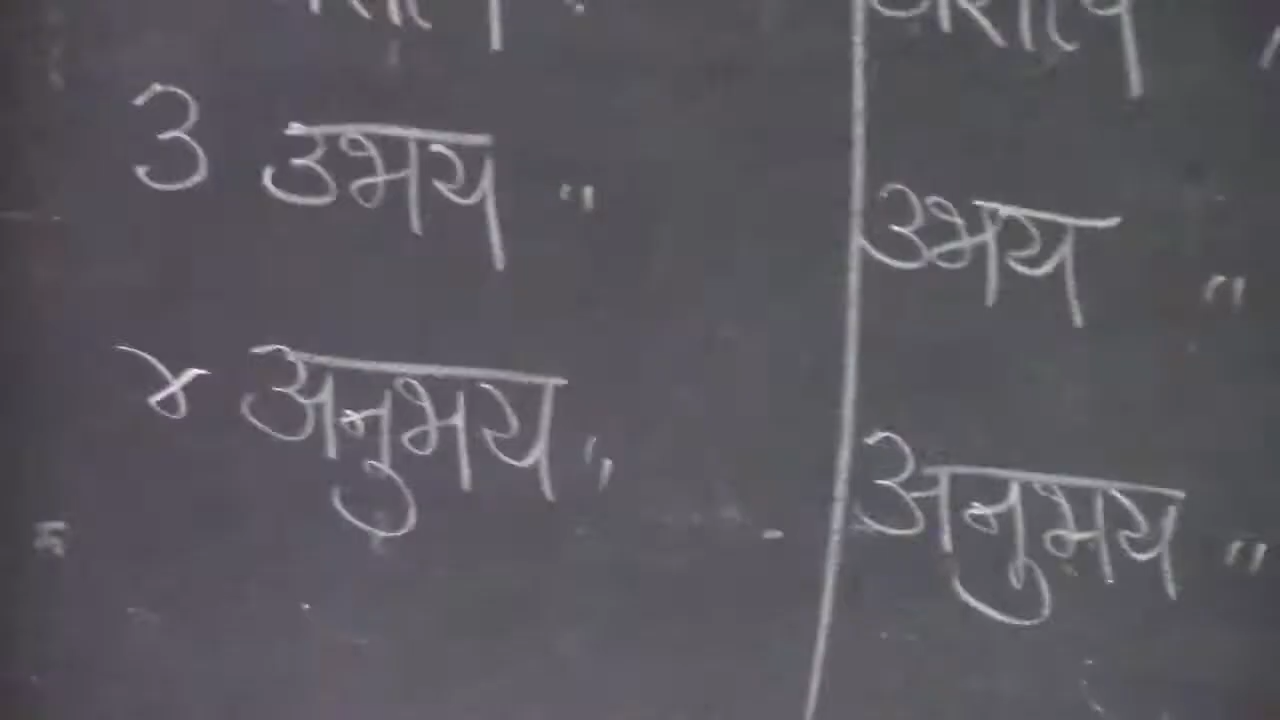 ३ उभय "
उभय "
४ अनुभय "
अनुभय "